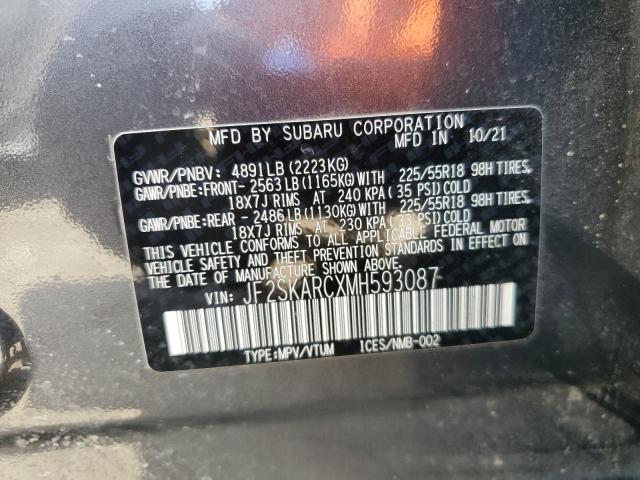 MFD BY SUBARU CORPORATION
MFD IN 10/21
GVWR/PNBV: 4891LB (2223KG)
GAWR/PNBE:FRONT- 2563 LB (1165KG)WITH 225/55R18 98H TIRES,
18X7J RIMS AT 240 KPA( 35 PSI)COLD
GAWR/PNBE:REAR - 2486LB (1130KG)WITH 225/55R18 98H TIRES,
18X7J RIMS AT 230 KPA( 33 PSI)COLD
THIS VEHICLE CONFORMS TO ALL APPLICABLE FEDERAL MOTOR
VEHICLE SAFETY AND THEFT PREVENTION STANDARDS IN EFFECT ON
THE DATE OF MANUFACTURE SHOWN ABOVE.
VIN: JF2SKARCXMH593087
TYPE:MPV/VTUM ICES/NMB-002